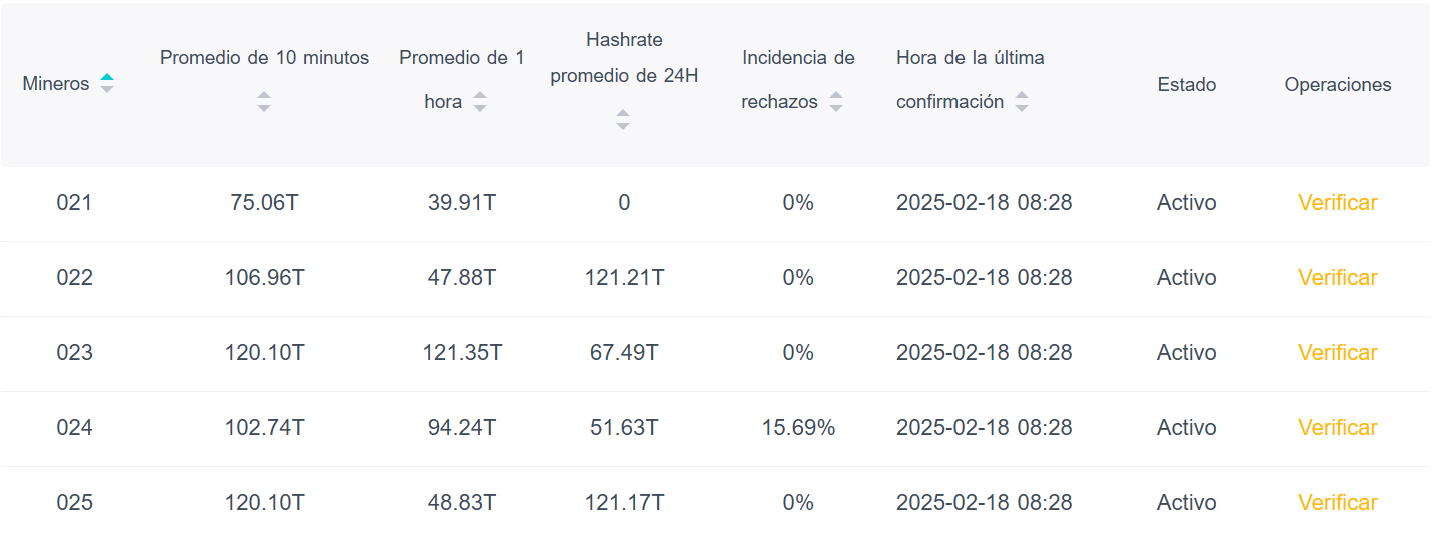 Mineros
Promedio de 10 minutos
Promedio de 1
hora
Hashrate
promedio de 24H
Incidencia de
rechazos
Hora de la última
confirmación
Estado
Operaciones
021 75.06T 39.91T 0 0% 2025-02-18 08:28 Activo Verificar
022 106.96T 47.88T 121.21T 0% 2025-02-18 08:28 Activo Verificar
023 120.10T 121.35T 67.49T 0% 2025-02-18 08:28 Activo Verificar
024 102.74T 94.24T 51.63T 15.69% 2025-02-18 08:28 Activo Verificar
025 120.10T 48.83T 121.17T 0% 2025-02-18 08:28 Activo Verificar